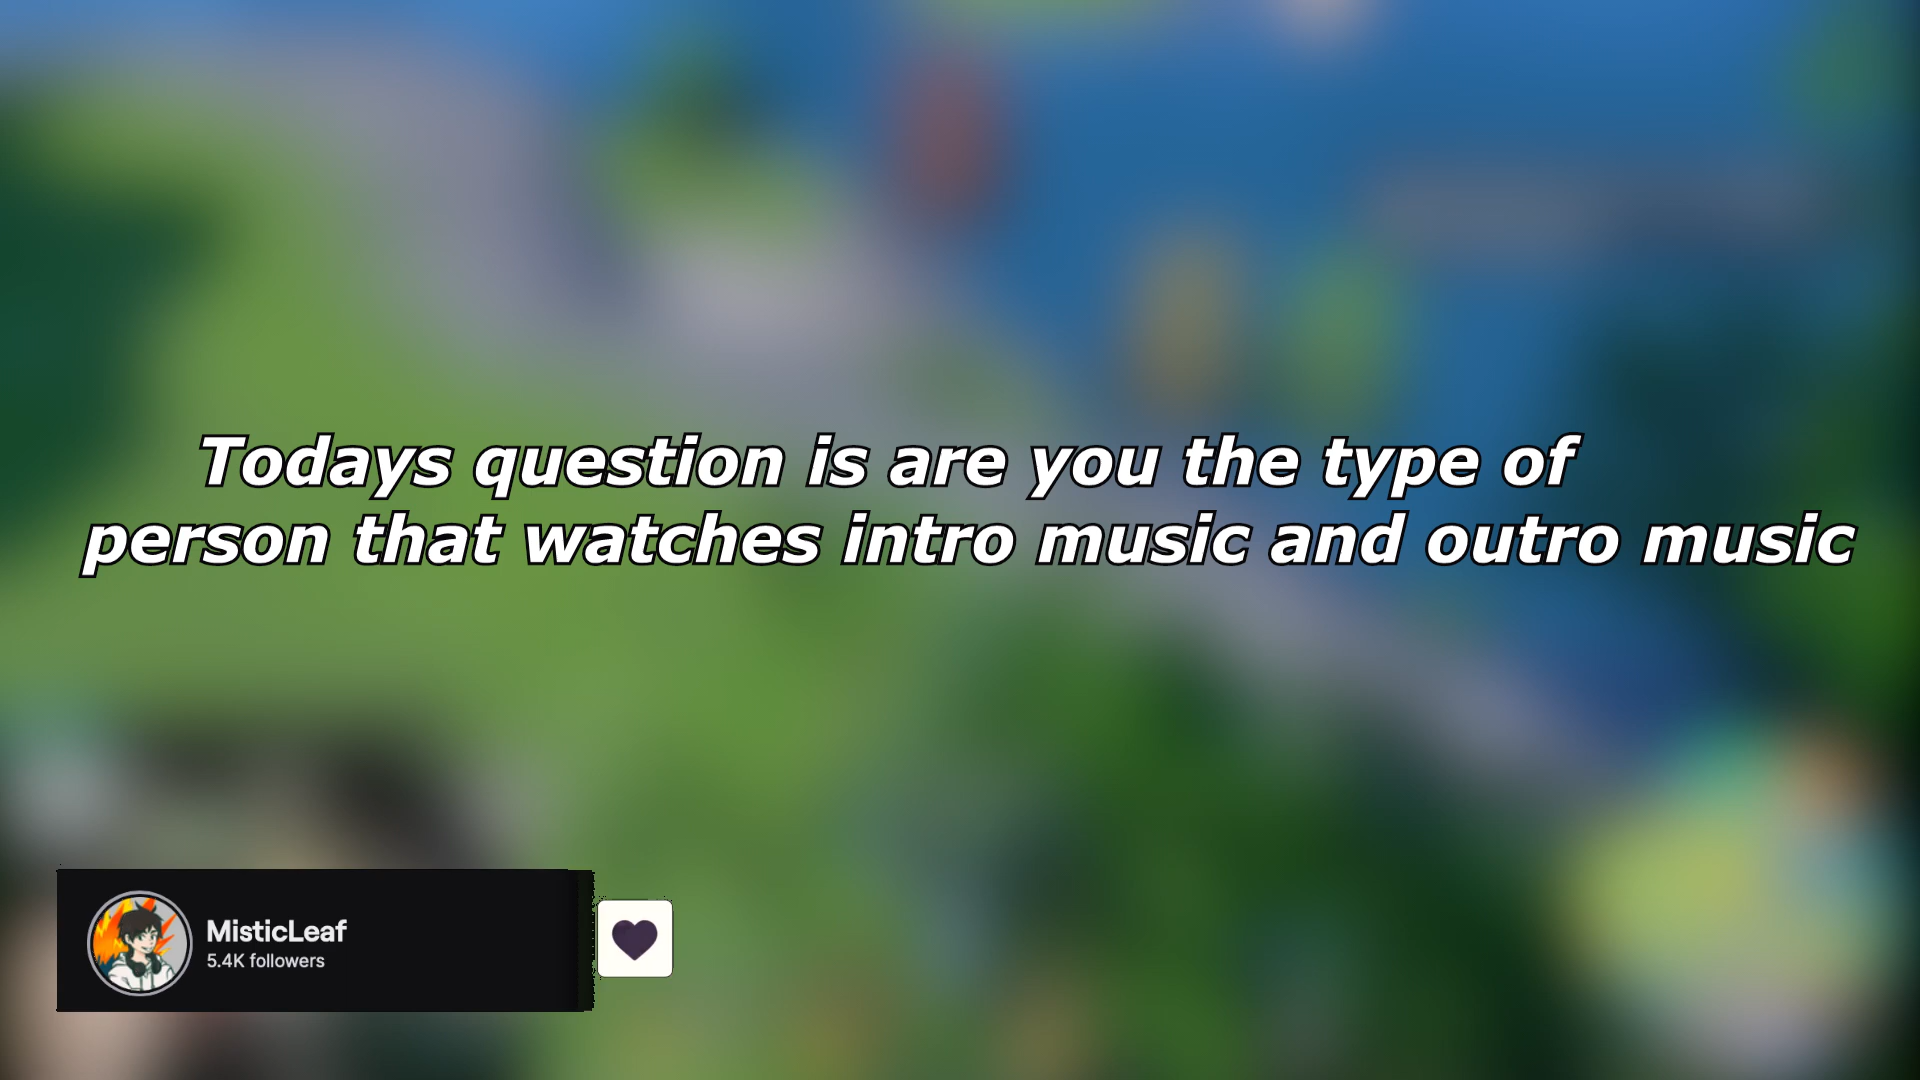 Todays question is are you the type of
person that watches intro music and outro music
MisticLeaf
5.4K followers